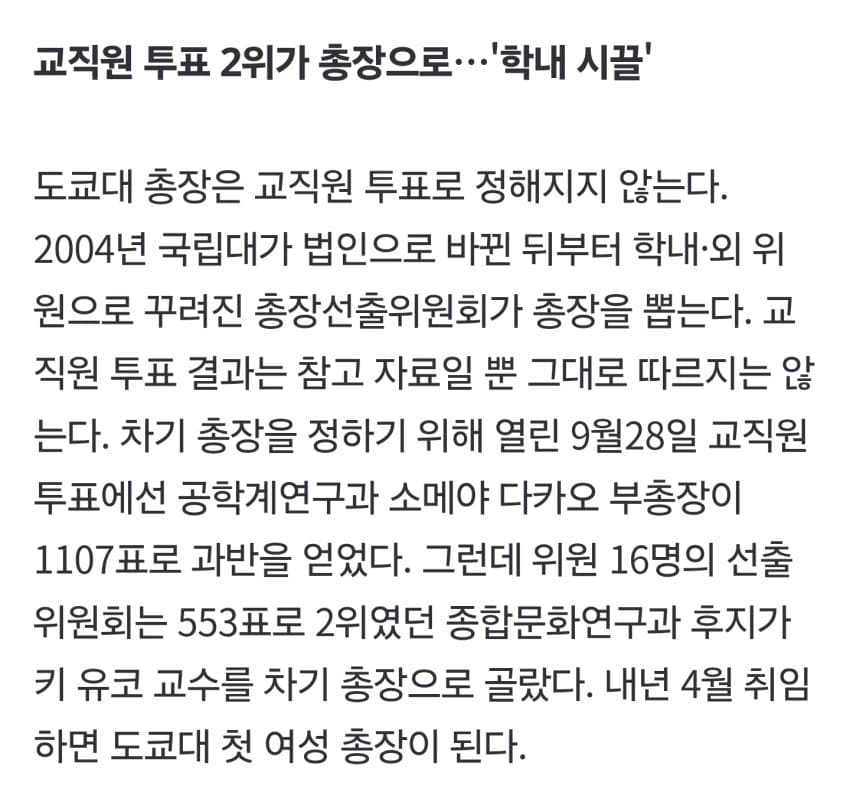 교직원 투표 2위가 총장으로…'학내 시끌'
도쿄대 총장은 교직원 투표로 정해지지 않는다.
2004년 국립대가 법인으로 바뀐 뒤부터 학내·외 위
원으로 꾸려진 총장선출위원회가 총장을 뽑는다. 교
직원 투표 결과는 참고 자료일 뿐 그대로 따르지는 않
는다. 차기 총장을 정하기 위해 열린 9월28일 교직원
투표에선 공학계연구과 소메야 다카오 부총장이
1107표로 과반을 얻었다. 그런데 위원 16명의 선출
위원회는 553표로 2위였던 종합문화연구과 후지가
키 유코 교수를 차기 총장으로 골랐다. 내년 4월 취임
하면 도쿄대 첫 여성 총장이 된다.